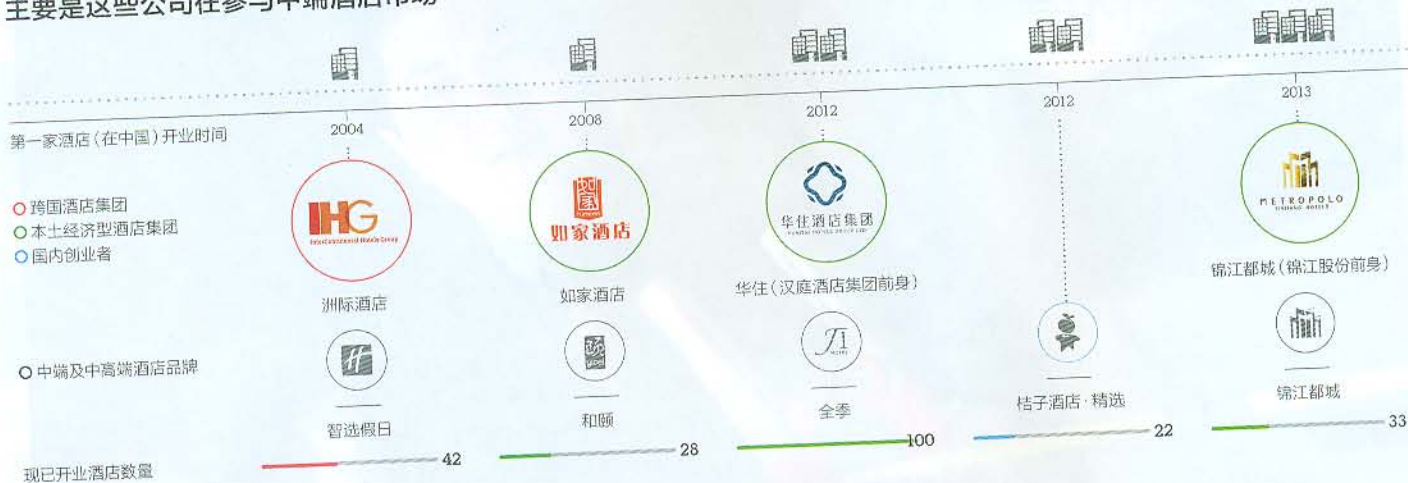 主要是这些公司在参与中端酒店市场
第一家酒店（在中国）开业时间
2004
2008
2012
2012
2013
跨国酒店集团
本土经济型酒店集团
国内创业者
IHG
InterContinental Hotels Group
如家
如家酒店
华住酒店集团
METROPOLO
JINJIANG HOTELS
洲际酒店
如家酒店
华住（汉庭酒店集团前身）
锦江都城（锦江股份前身）
中端及中高端酒店品牌
H
智选假日
和颐
全季
桔子酒店·精选
锦江都城
现已开业酒店数量
42
28
100
22
33